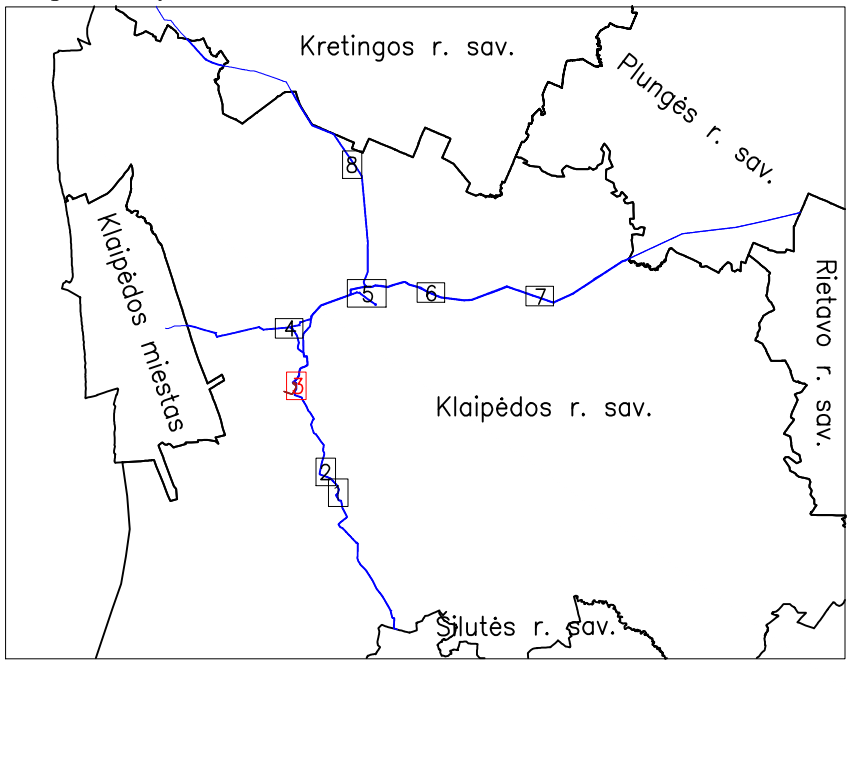 Kretingos r. sav.
Plungės r. sav.
8
Klaipėdos miestas
5
6
7
Rietavo r. sav.
4
3
Klaipėdos r. sav.
2
Šilutės r. sav.